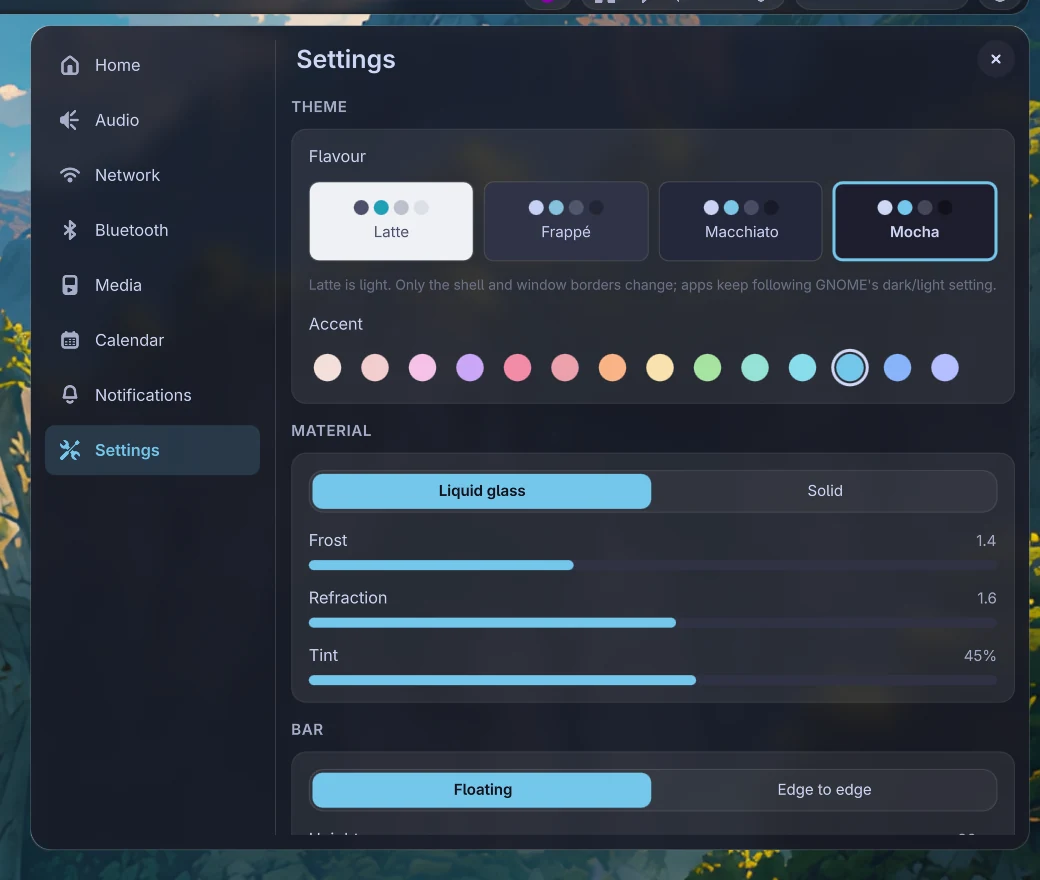 Settings
Home
Audio
Network
Bluetooth
Media
Calendar
Notifications
Settings
THEME
Flavour
Latte
Frappé
Macchiato
Mocha
Latte is light. Only the shell and window borders change; apps keep following GNOME's dark/light setting.
Accent
MATERIAL
Liquid glass
Solid
Frost
1.4
Refraction
1.6
Tint
45%
BAR
Floating
Edge to edge